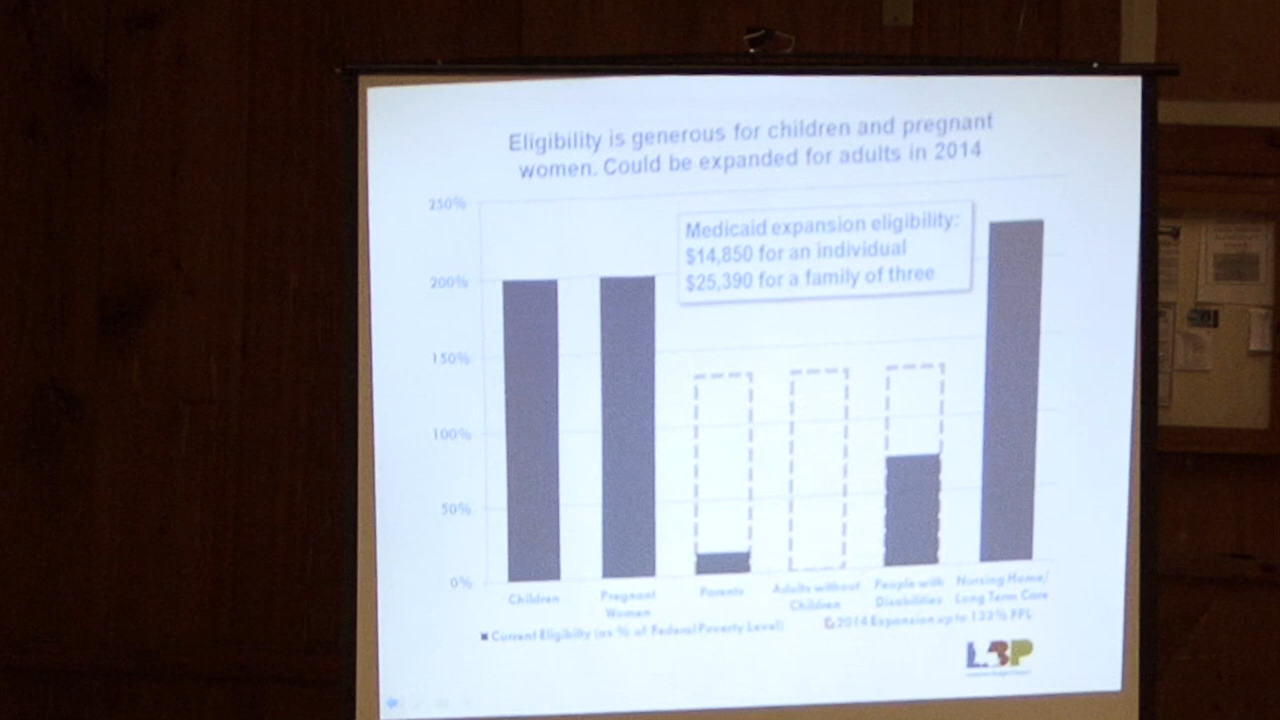 Eligibility is generous for children and pregnant
women. Could be expanded for adults in 2014
250%
Medicaid expansion eligibility:
$14,850 for an individual
$25,390 for a family of three
200%
150%
100%
50%
0%
Children
Pregnant
Women
Parents
Adults without
Children
People with
Disabilities
Nursing Home/
Long Term Care
Current Eligibilty (as % of Federal Poverty Level)
2014 Expansion up to 133% FPL
LBP